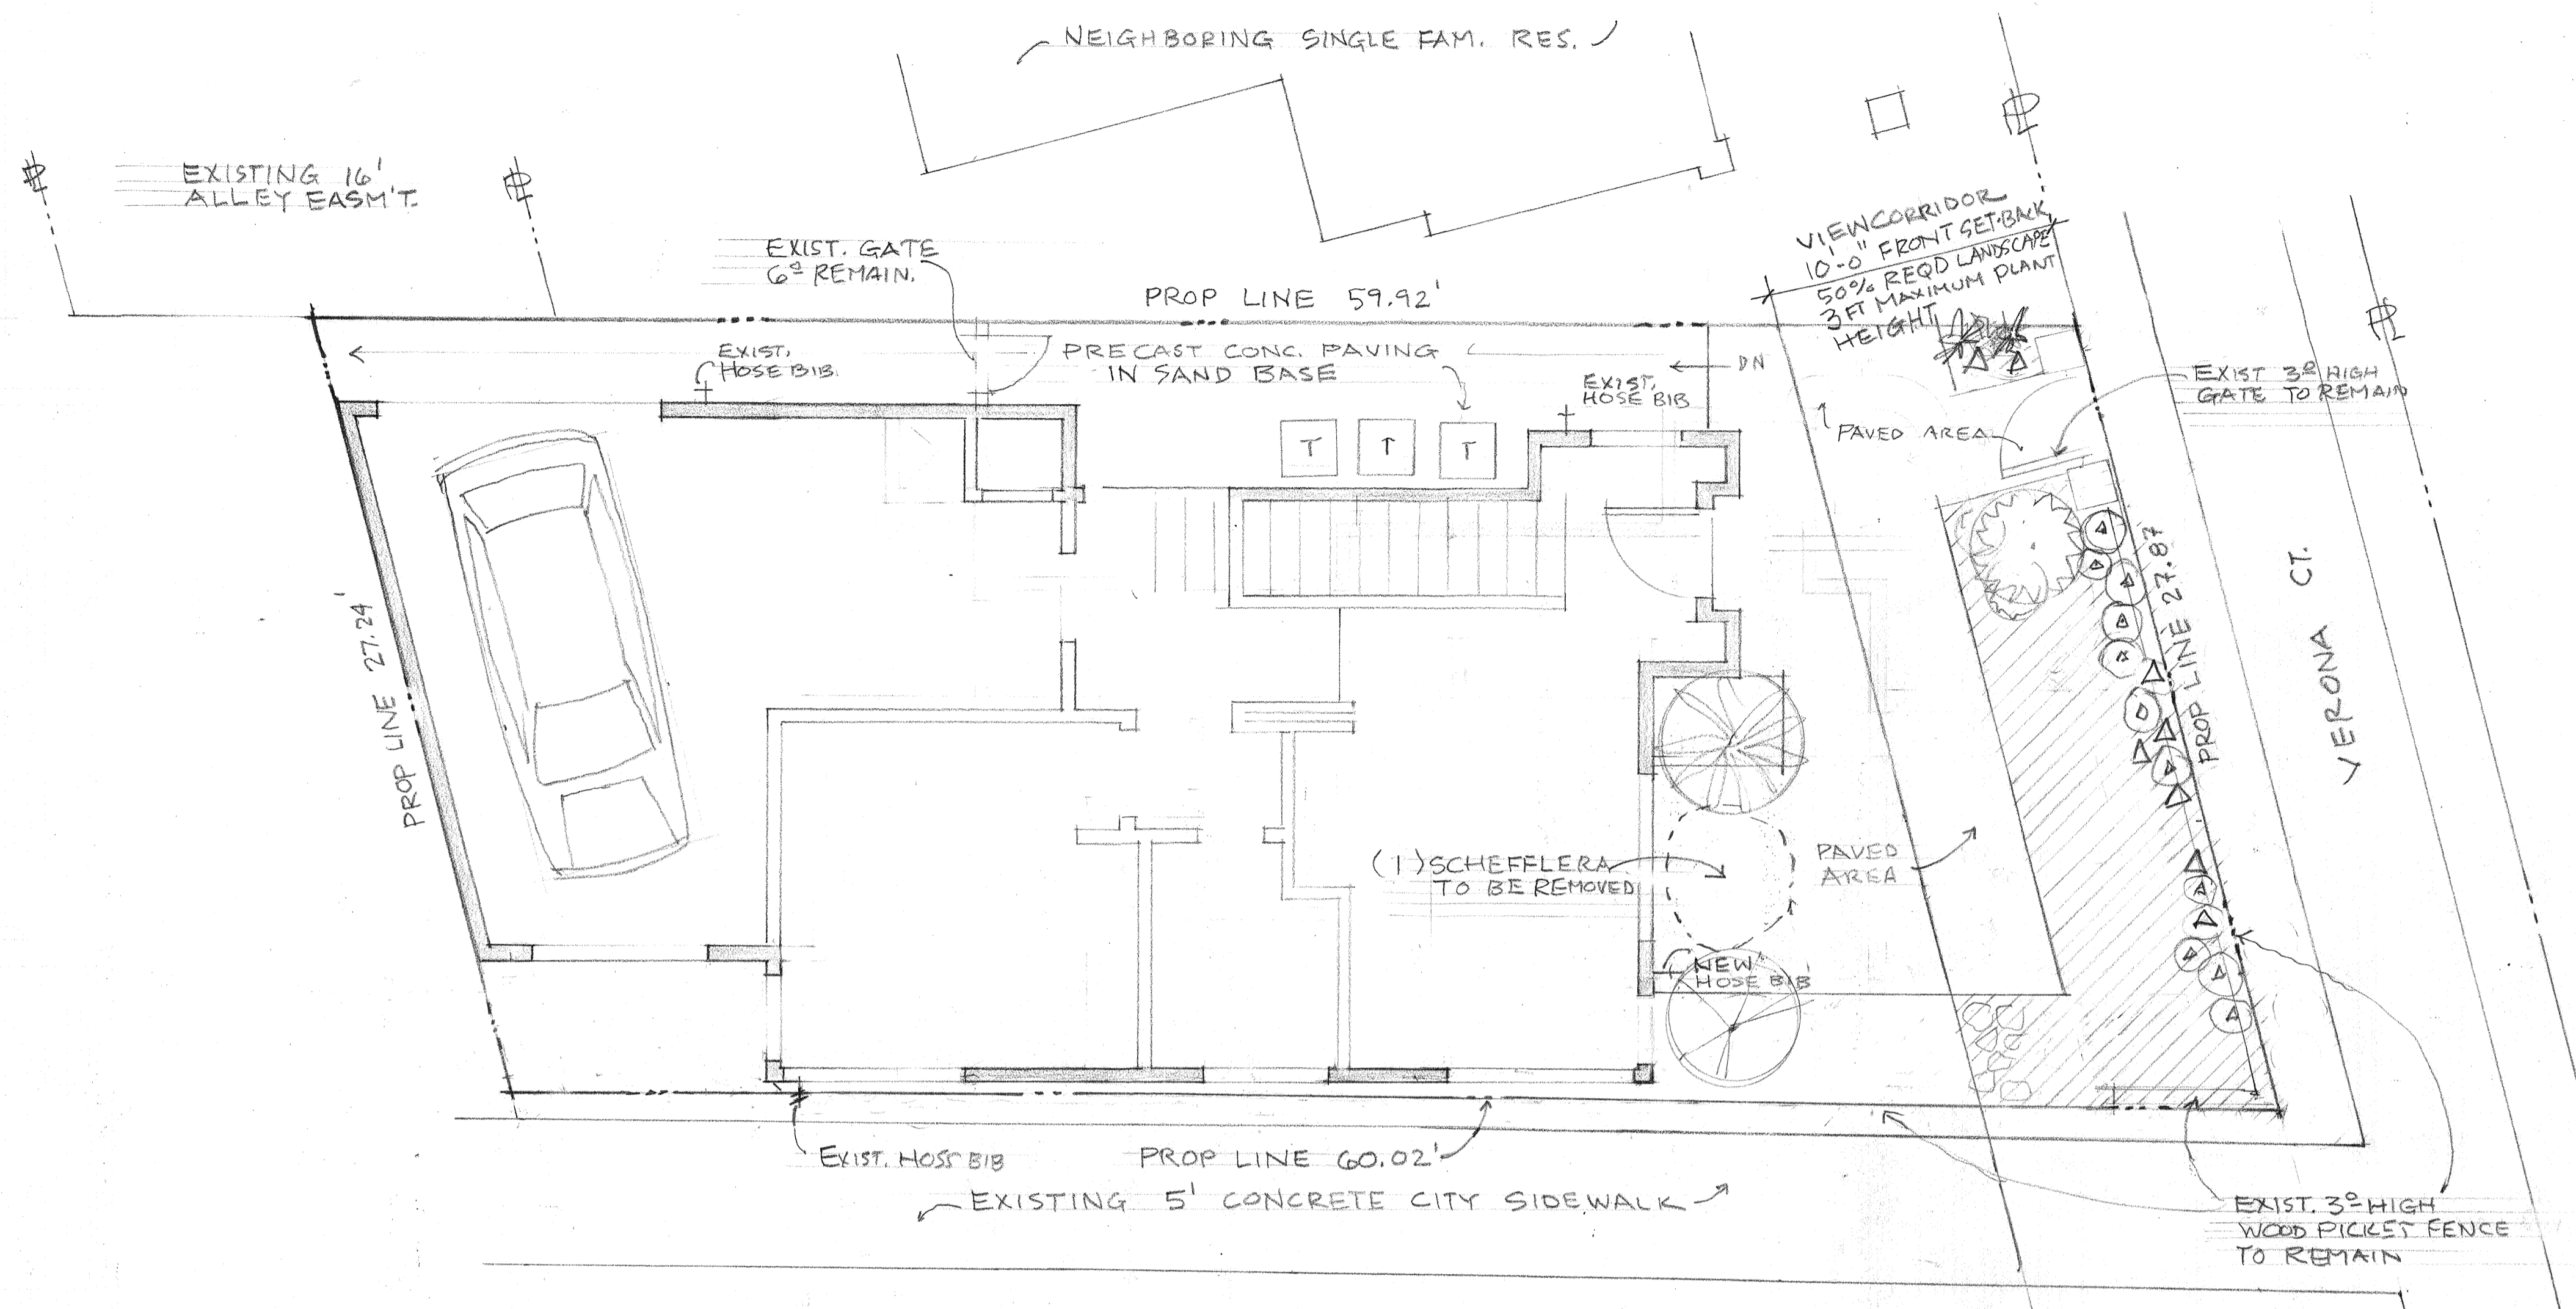 NEIGHBORING SINGLE FAM. RES.
EXISTING 16'
ALLEY EASM'T.
EXIST. GATE
6º REMAIN.
PROP LINE 59.92'
VIEWCORRIDOR
10'-0" FRONT SET-BACK,
50% REQD LANDSCAPE
3 FT MAXIMUM PLANT
HEIGHT
EXIST.
HOSE BIB.
PRECAST CONC. PAVING
IN SAND BASE
EXIST.
HOSE BIB
DN
EXIST 3º HIGH
GATE TO REMAIN
PAVED AREA
T T T
PROP LINE 27.24'
PROP LINE 27.87
VERONA CT.
(1) SCHEFFLERA
TO BE REMOVED
PAVED
AREA
NEW
HOSE BIB
EXIST. HOSE BIB
PROP LINE 60.02'
EXISTING 5' CONCRETE CITY SIDEWALK
EXIST. 3º HIGH
WOOD PICKET FENCE
TO REMAIN